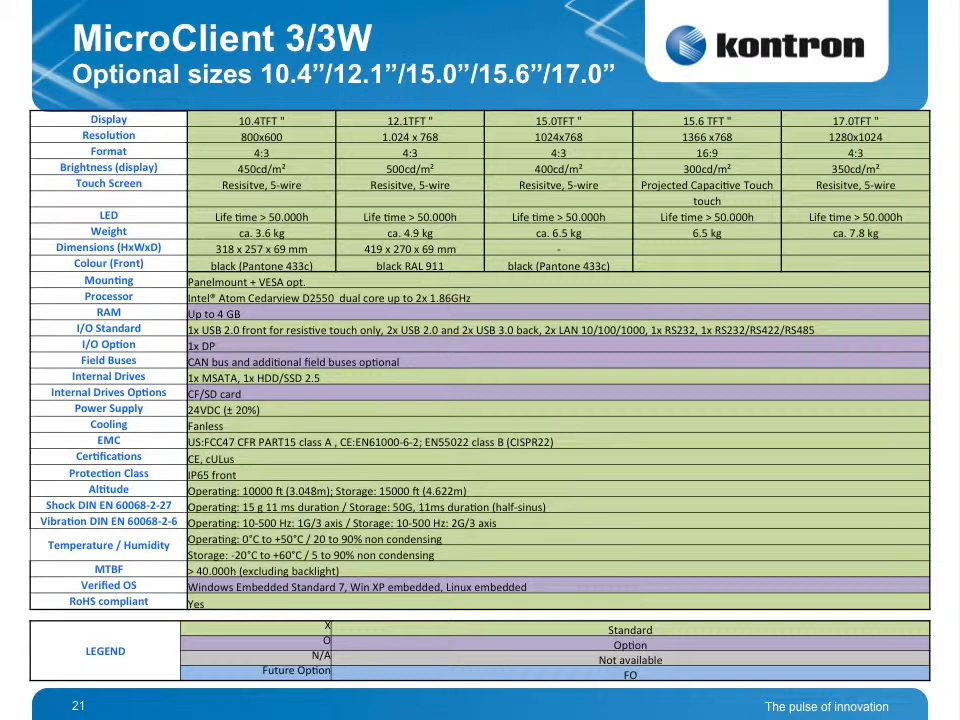 MicroClient 3/3W
Optional sizes 10.4”/12.1”/15.0”/15.6”/17.0”
kontron
Display 10.4TFT " 12.1TFT " 15.0TFT " 15.6 TFT " 17.0TFT "
Resolution 800x600 1.024 x 768 1024x768 1366 x768 1280x1024
Format 4:3 4:3 4:3 16:9 4:3
Brightness (display) 450cd/m² 500cd/m² 400cd/m² 300cd/m² 350cd/m²
Touch Screen Resisitve, 5-wire Resisitve, 5-wire Resisitve, 5-wire Projected Capacitive Touch Resisitve, 5-wire
touch
LED Life time > 50.000h Life time > 50.000h Life time > 50.000h Life time > 50.000h Life time > 50.000h
Weight ca. 3.6 kg ca. 4.9 kg ca. 6.5 kg 6.5 kg ca. 7.8 kg
Dimensions (HxWxD) 318 x 257 x 69 mm 419 x 270 x 69 mm -
Colour (Front) black (Pantone 433c) black RAL 911 black (Pantone 433c)
Mounting Panelmount + VESA opt.
Processor Intel® Atom Cedarview D2550 dual core up to 2x 1.86GHz
RAM Up to 4 GB
I/O Standard 1x USB 2.0 front for resistive touch only, 2x USB 2.0 and 2x USB 3.0 back, 2x LAN 10/100/1000, 1x RS232, 1x RS232/RS422/RS485
I/O Option 1x DP
Field Buses CAN bus and additional field buses optional
Internal Drives 1x MSATA, 1x HDD/SSD 2.5
Internal Drives Options CF/SD card
Power Supply 24VDC (± 20%)
Cooling Fanless
EMC US:FCC47 CFR PART15 class A , CE:EN61000-6-2; EN55022 class B (CISPR22)
Certifications CE, cULus
Protection Class IP65 front
Altitude Operating: 10000 ft (3.048m); Storage: 15000 ft (4.622m)
Shock DIN EN 60068-2-27 Operating: 15 g 11 ms duration / Storage: 50G, 11ms duration (half-sinus)
Vibration DIN EN 60068-2-6 Operating: 10-500 Hz: 1G/3 axis / Storage: 10-500 Hz: 2G/3 axis
Temperature / Humidity Operating: 0°C to +50°C / 20 to 90% non condensing
Storage: -20°C to +60°C / 5 to 90% non condensing
MTBF > 40.000h (excluding backlight)
Verified OS Windows Embedded Standard 7, Win XP embedded, Linux embedded
RoHS compliant Yes
LEGEND X Standard
O Option
N/A Not available
Future Option FO
21 The pulse of innovation